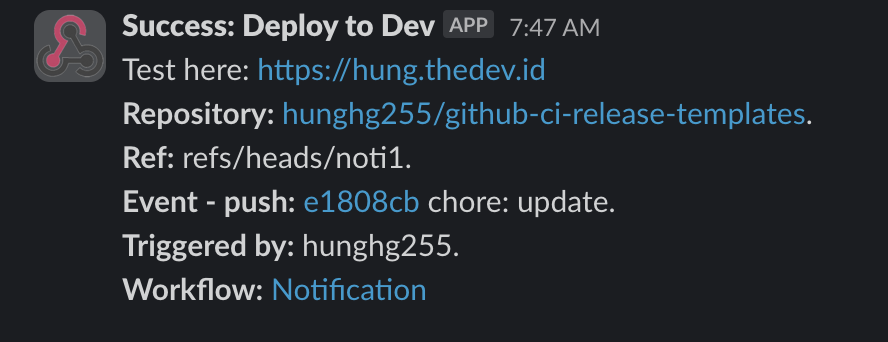 Success: Deploy to Dev APP 7:47 AM
Test here: https://hung.thedev.id
Repository: hunghg255/github-ci-release-templates.
Ref: refs/heads/noti1.
Event - push: e1808cb chore: update.
Triggered by: hunghg255.
Workflow: Notification